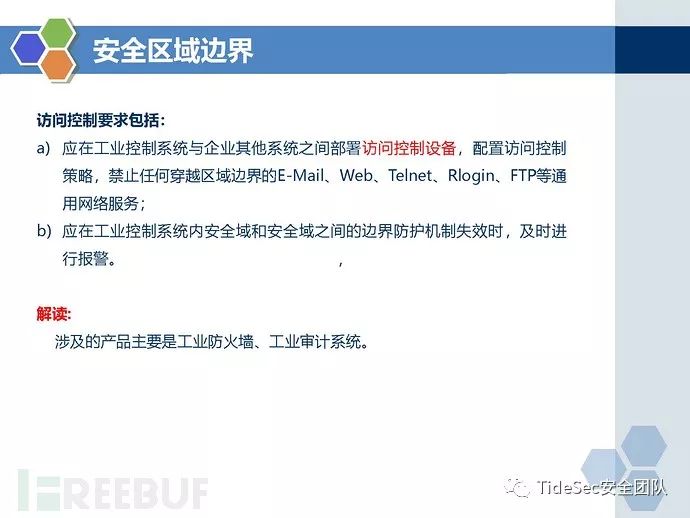 安全区域边界
访问控制要求包括：
a) 应在工业控制系统与企业其他系统之间部署访问控制设备，配置访问控制
策略，禁止任何穿越区域边界的E-Mail、Web、Telnet、Rlogin、FTP等通
用网络服务；
b) 应在工业控制系统内安全域和安全域之间的边界防护机制失效时，及时进
行报警。 ，
解读:
涉及的产品主要是工业防火墙、工业审计系统。
FREEBUF
TideSec安全团队